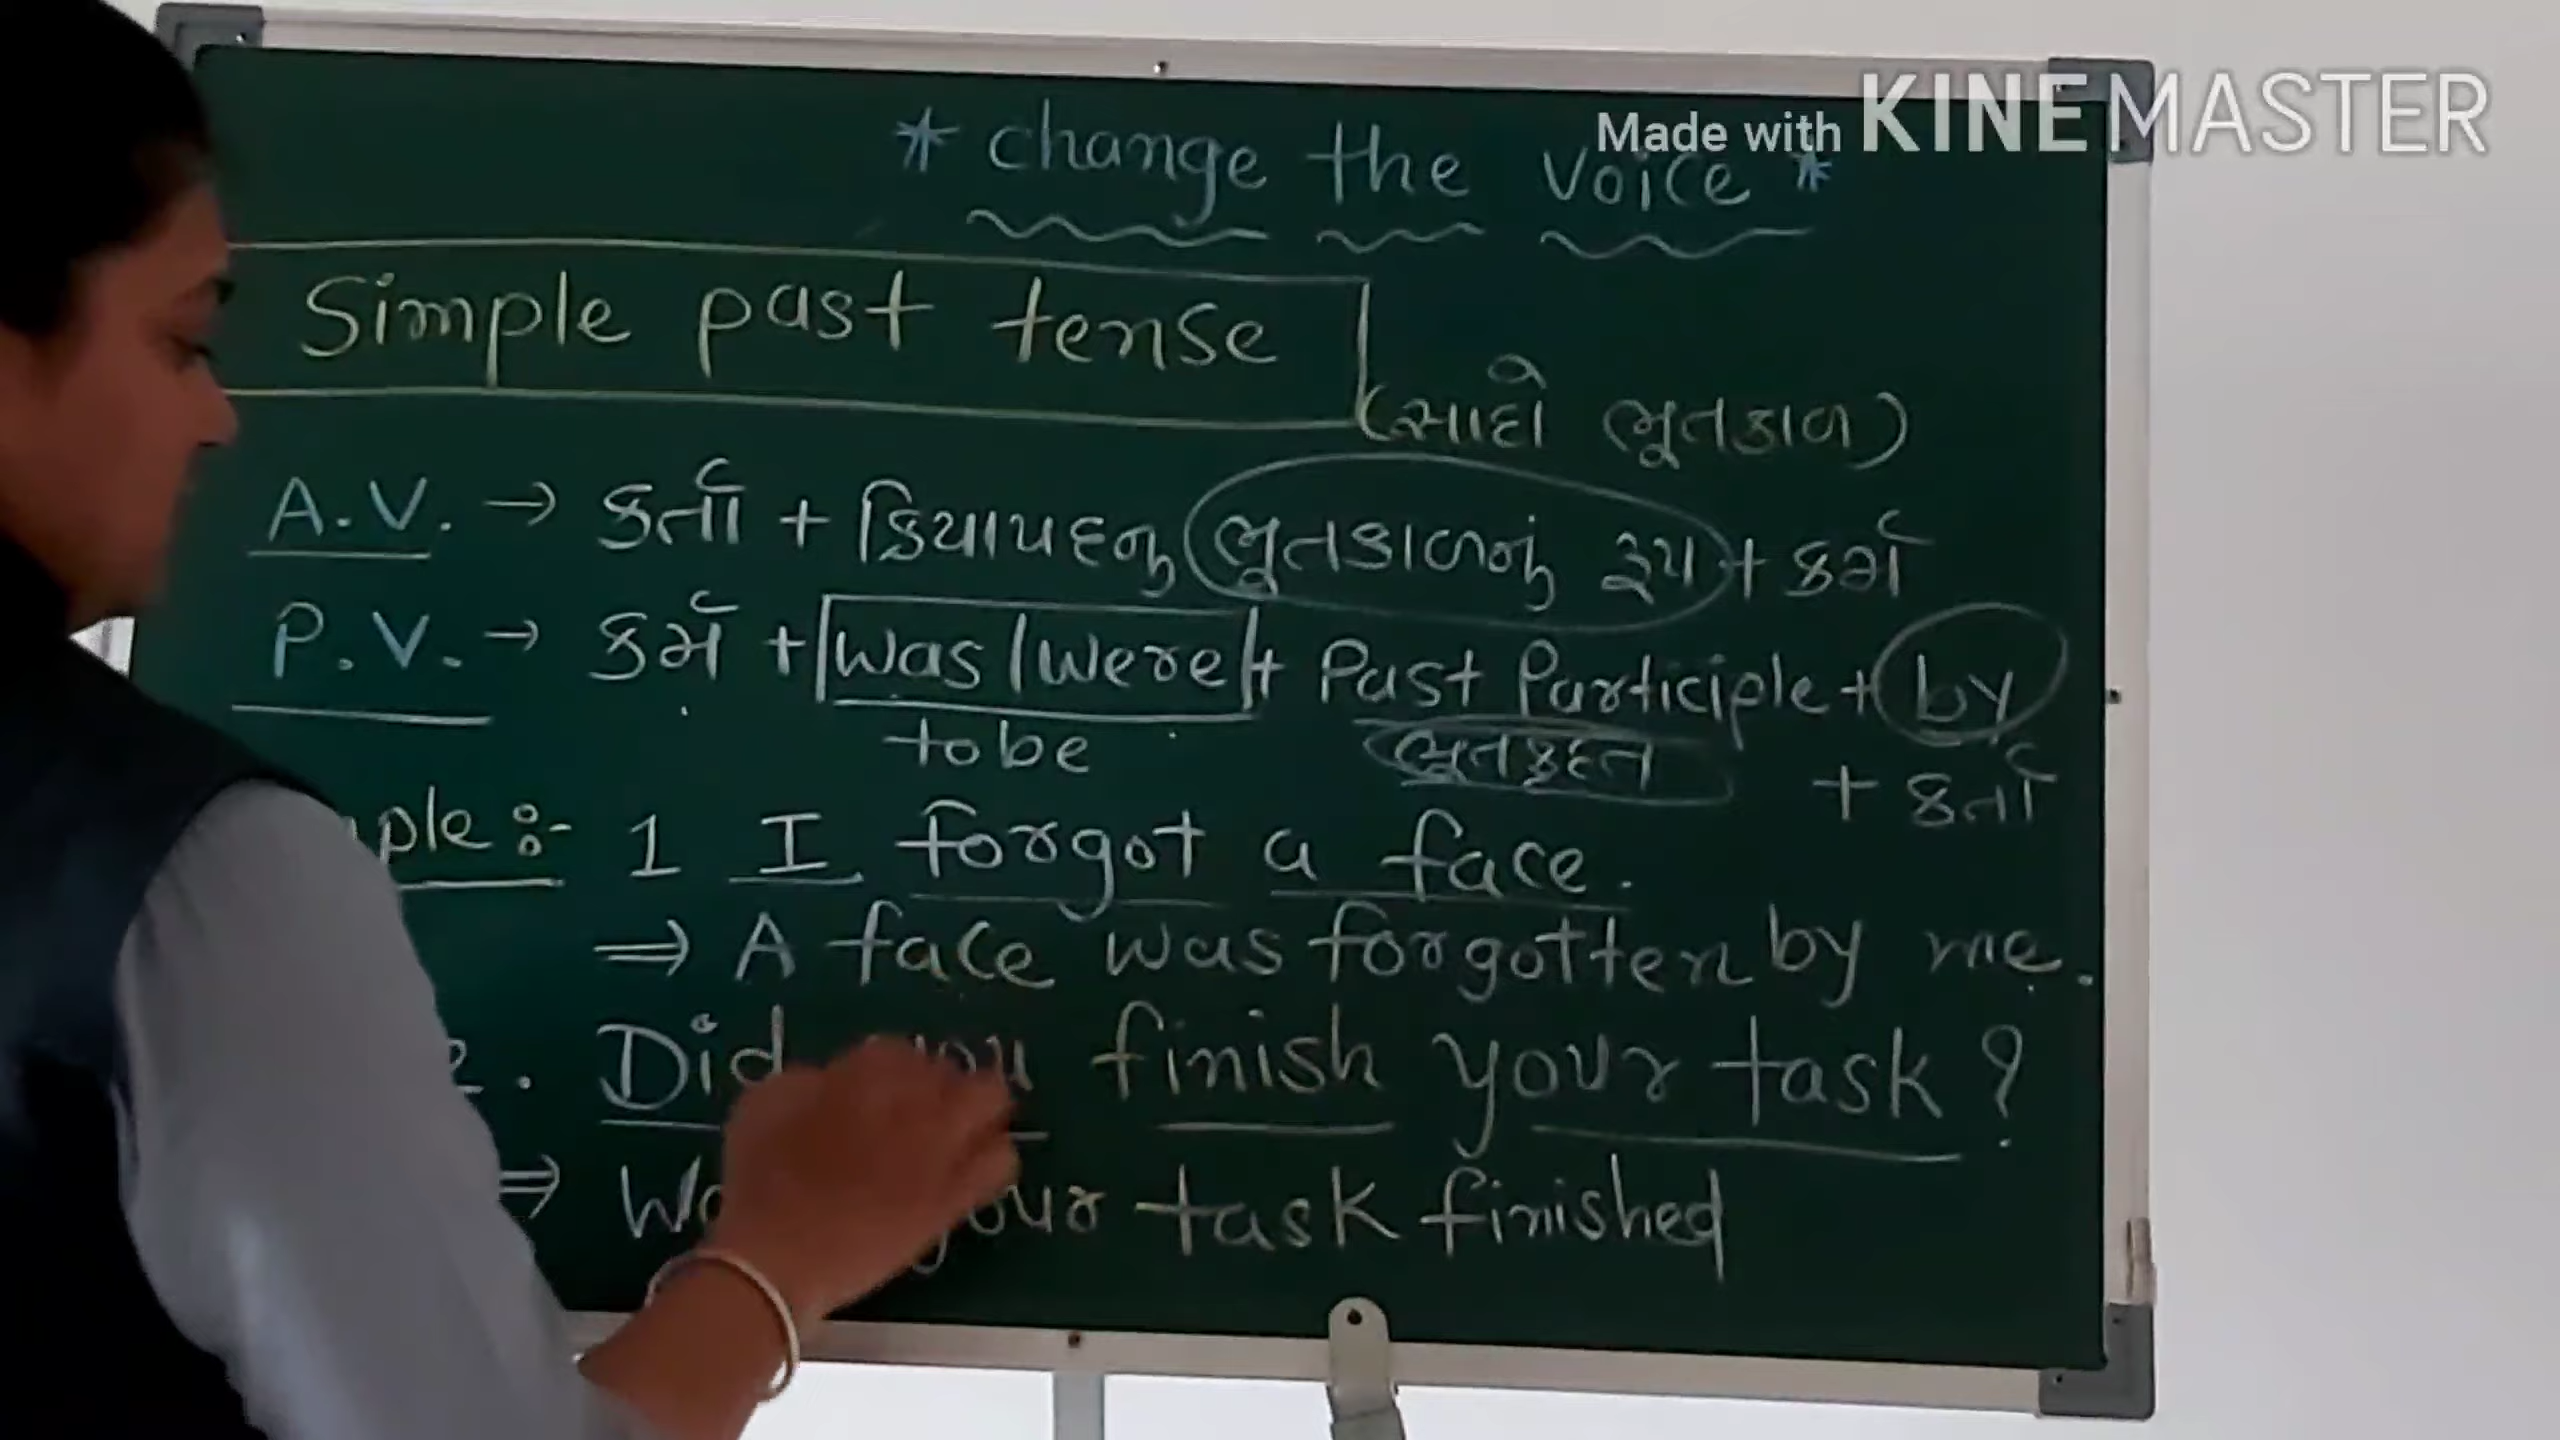 Made with KINEMASTER
* change the voice *
Simple past tense
(સાદો ભૂતકાળ)
A.V. → કર્તા + ક્રિયાપદનું ભૂતકાળનું રૂપ + કર્મ
P.V. → કર્મ + was/were + Past Participle + by
to be ભૂતકૃદંત + કર્તા
1 I forgot a face.
⇒ A face was forgotten by me.
2. Did you finish your task?
⇒ your task finished